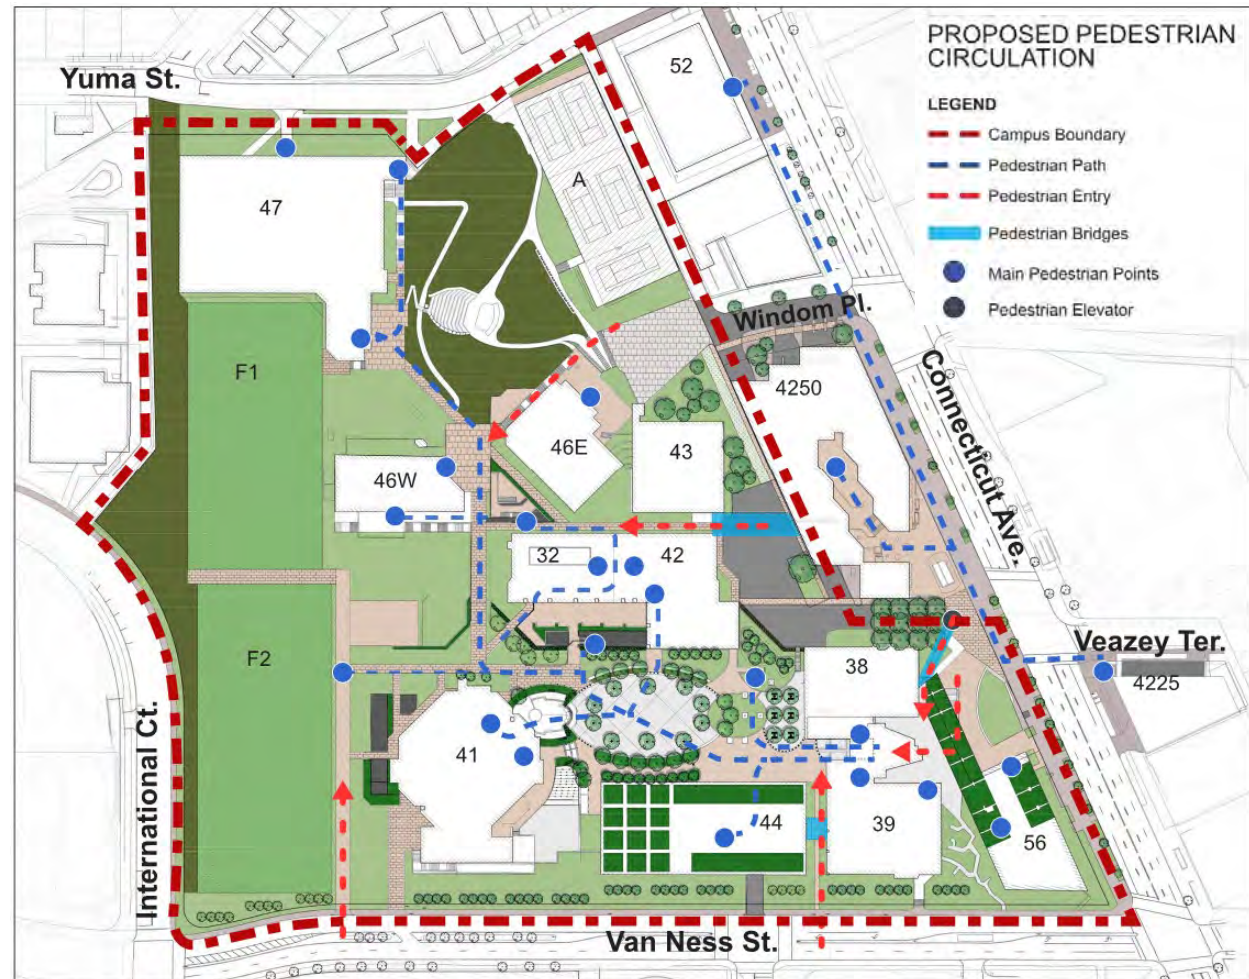 PROPOSED PEDESTRIAN
CIRCULATION
LEGEND
Campus Boundary
Pedestrian Path
Pedestrian Entry
Pedestrian Bridges
Main Pedestrian Points
Pedestrian Elevator
Yuma St.
52
A
47
Windom Pl.
F1
4250
Connecticut Ave.
46E
43
46W
32
42
Veazey Ter.
4225
F2
38
International Ct.
41
44
39
56
Van Ness St.